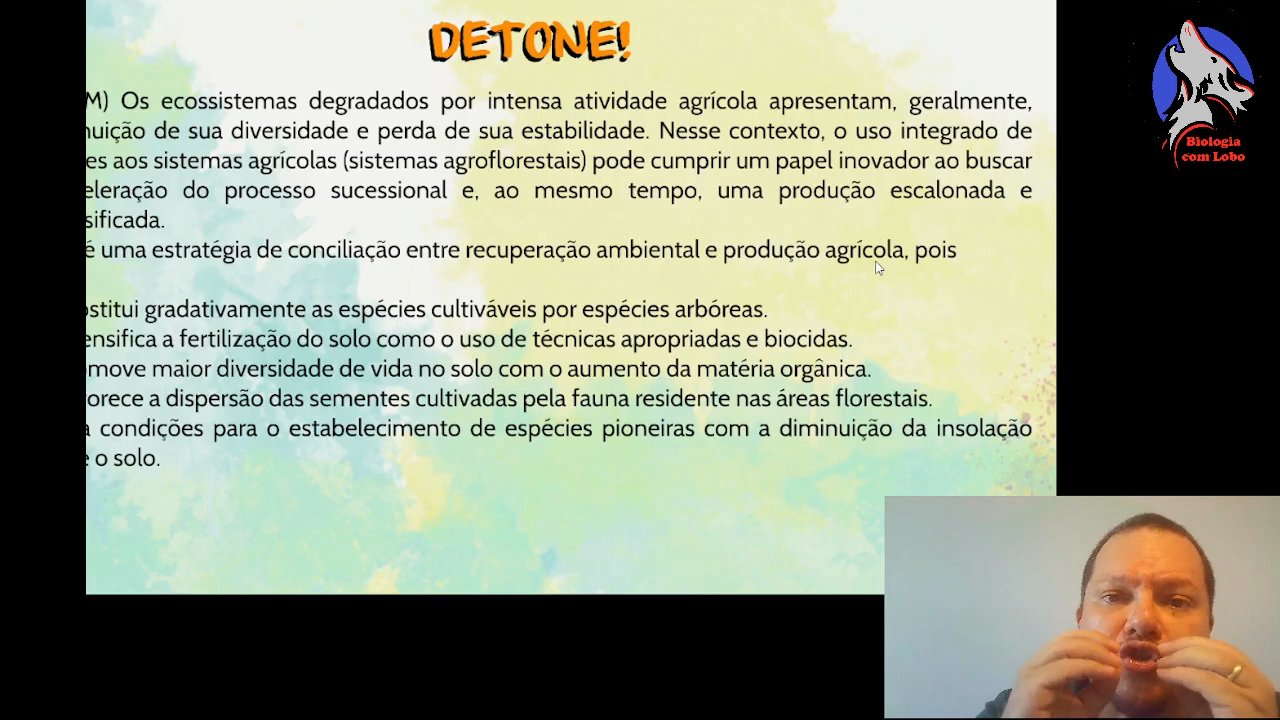 DETONE!
M) Os ecossistemas degradados por intensa atividade agrícola apresentam, geralmente,
nuição de sua diversidade e perda de sua estabilidade. Nesse contexto, o uso integrado de
es aos sistemas agrícolas (sistemas agroflorestais) pode cumprir um papel inovador ao buscar
eleração do processo sucessional e, ao mesmo tempo, uma produção escalonada e
sificada.
é uma estratégia de conciliação entre recuperação ambiental e produção agrícola, pois
ostitui gradativamente as espécies cultiváveis por espécies arbóreas.
ensifica a fertilização do solo como o uso de técnicas apropriadas e biocidas.
omove maior diversidade de vida no solo com o aumento da matéria orgânica.
orece a dispersão das sementes cultivadas pela fauna residente nas áreas florestais.
a condições para o estabelecimento de espécies pioneiras com a diminuição da insolação
e o solo.
Biologia
com Lobo